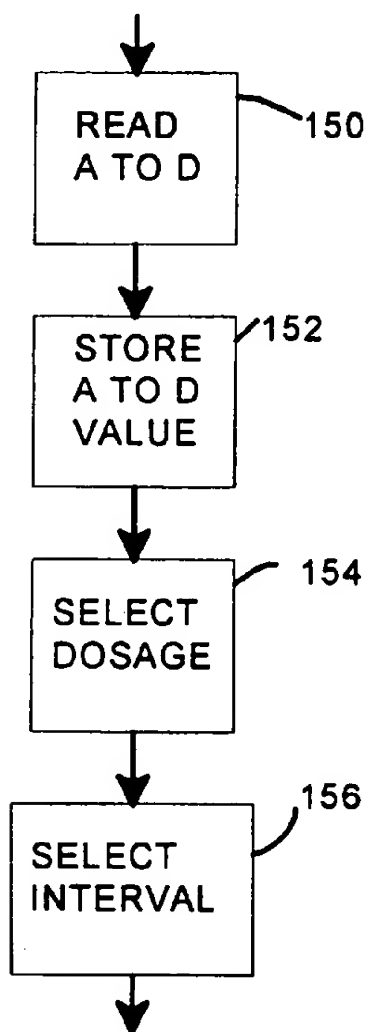 READ
A TO D
150
STORE
A TO D
VALUE
152
SELECT
DOSAGE
154
SELECT
INTERVAL
156